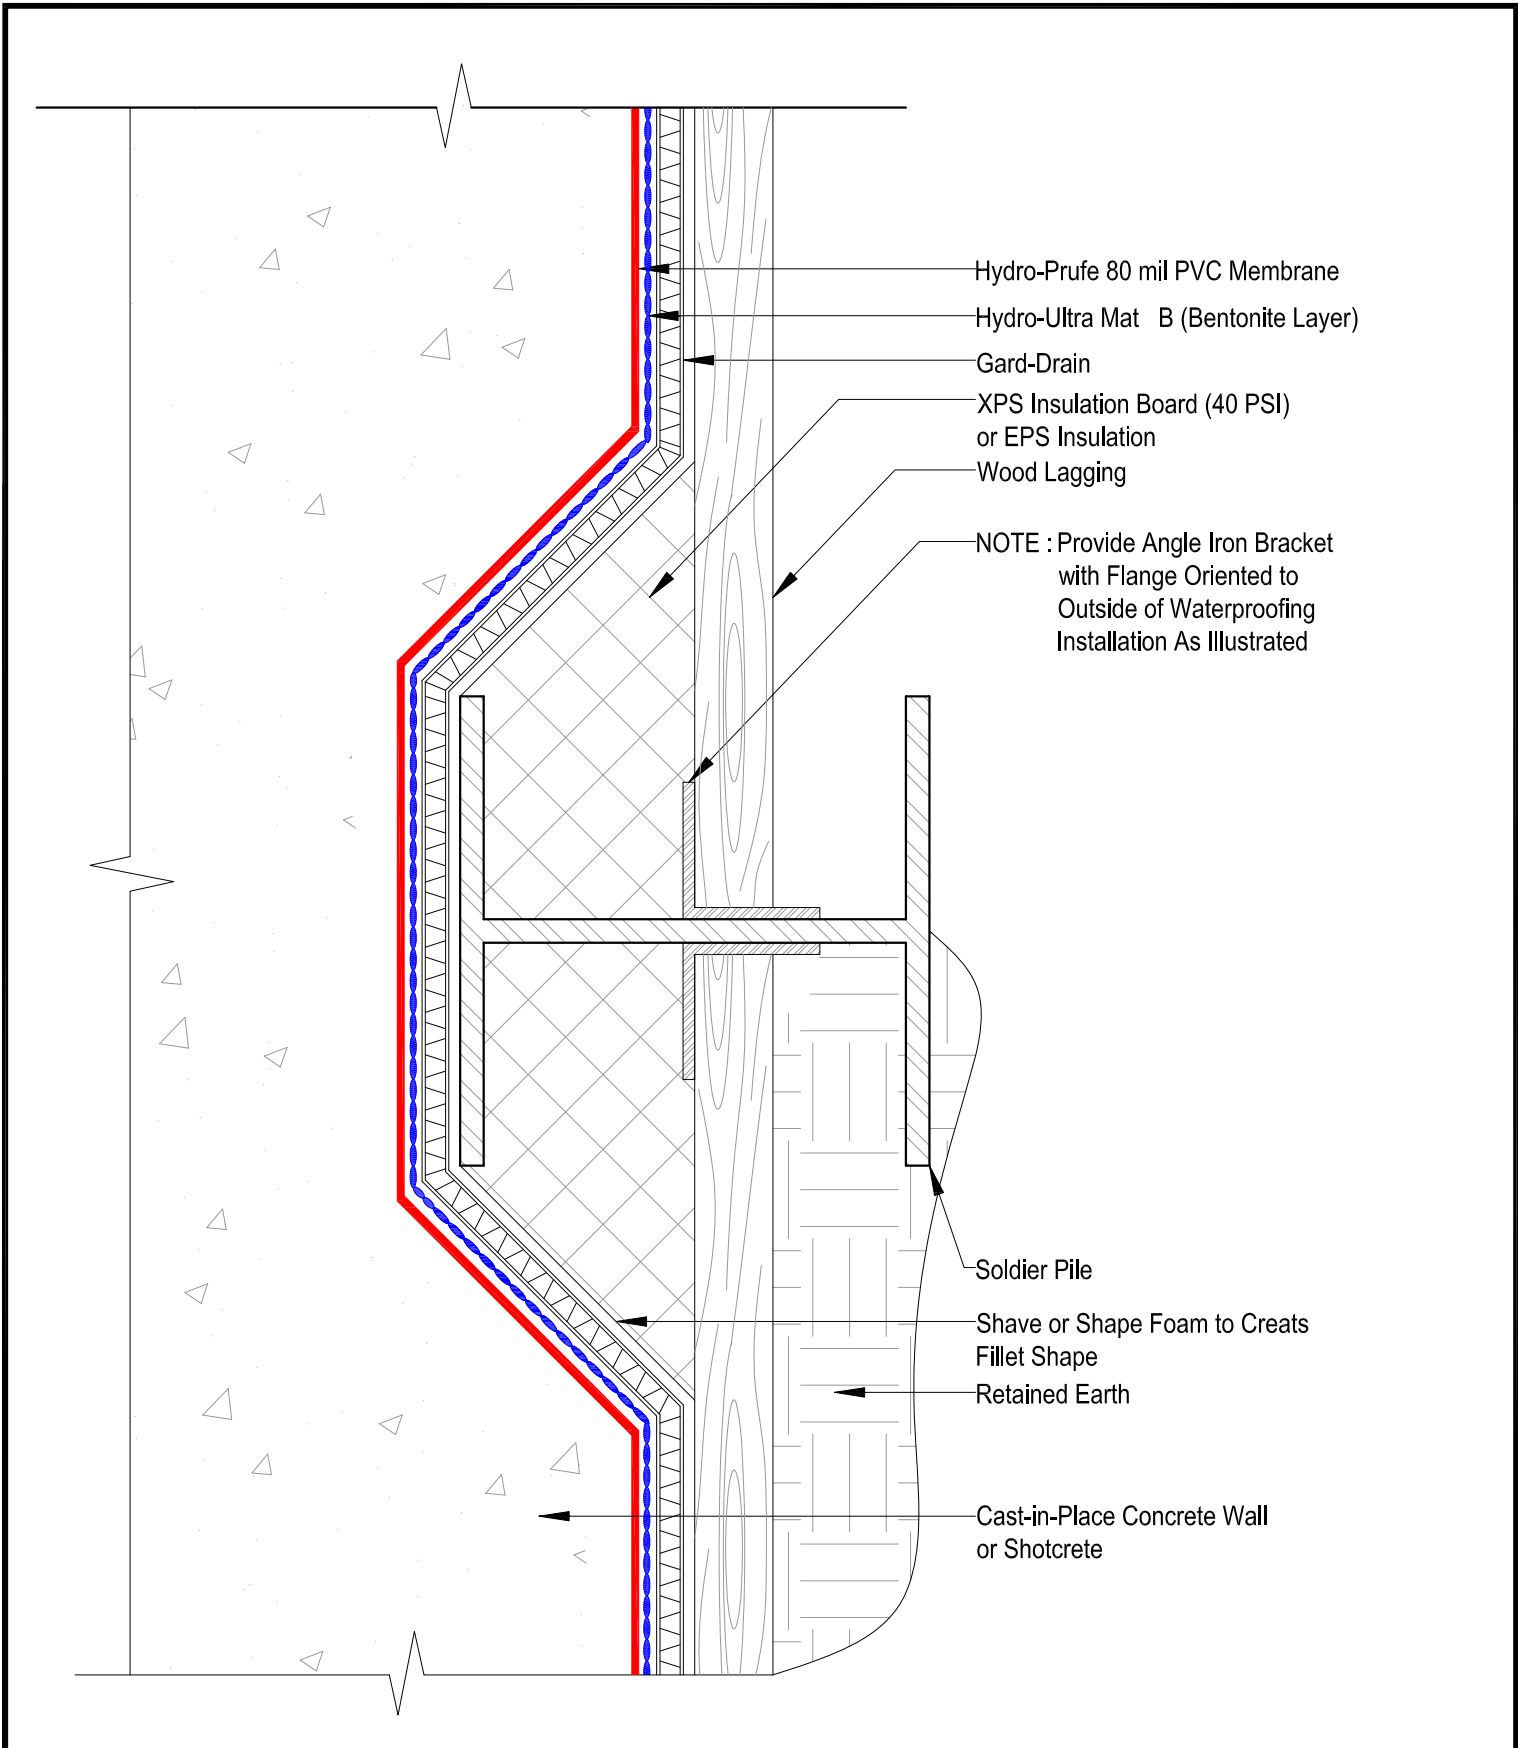 Hydro-Prufe 80 mil PVC Membrane
Hydro-Ultra Mat B (Bentonite Layer)
Gard-Drain
XPS Insulation Board (40 PSI)
or EPS Insulation
Wood Lagging
NOTE : Provide Angle Iron Bracket
with Flange Oriented to
Outside of Waterproofing
Installation As Illustrated
Soldier Pile
Shave or Shape Foam to Creats
Fillet Shape
Retained Earth
Cast-in-Place Concrete Wall
or Shotcrete